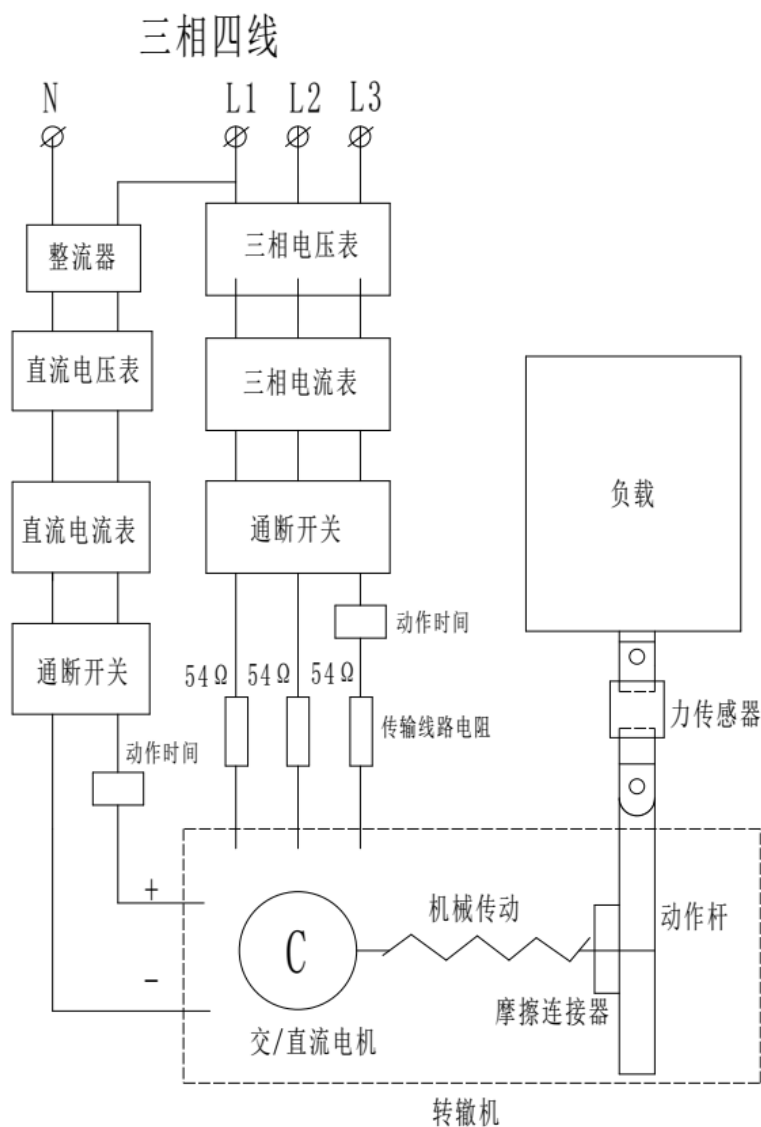 三相四线
N L1 L2 L3
整流器
三相电压表
直流电压表
三相电流表
直流电流表
通断开关
负载
动作时间
通断开关
54Ω 54Ω 54Ω
力传感器
传输线路电阻
动作时间
+
机械传动
动作杆
C
-
摩擦连接器
交/直流电机
转辙机